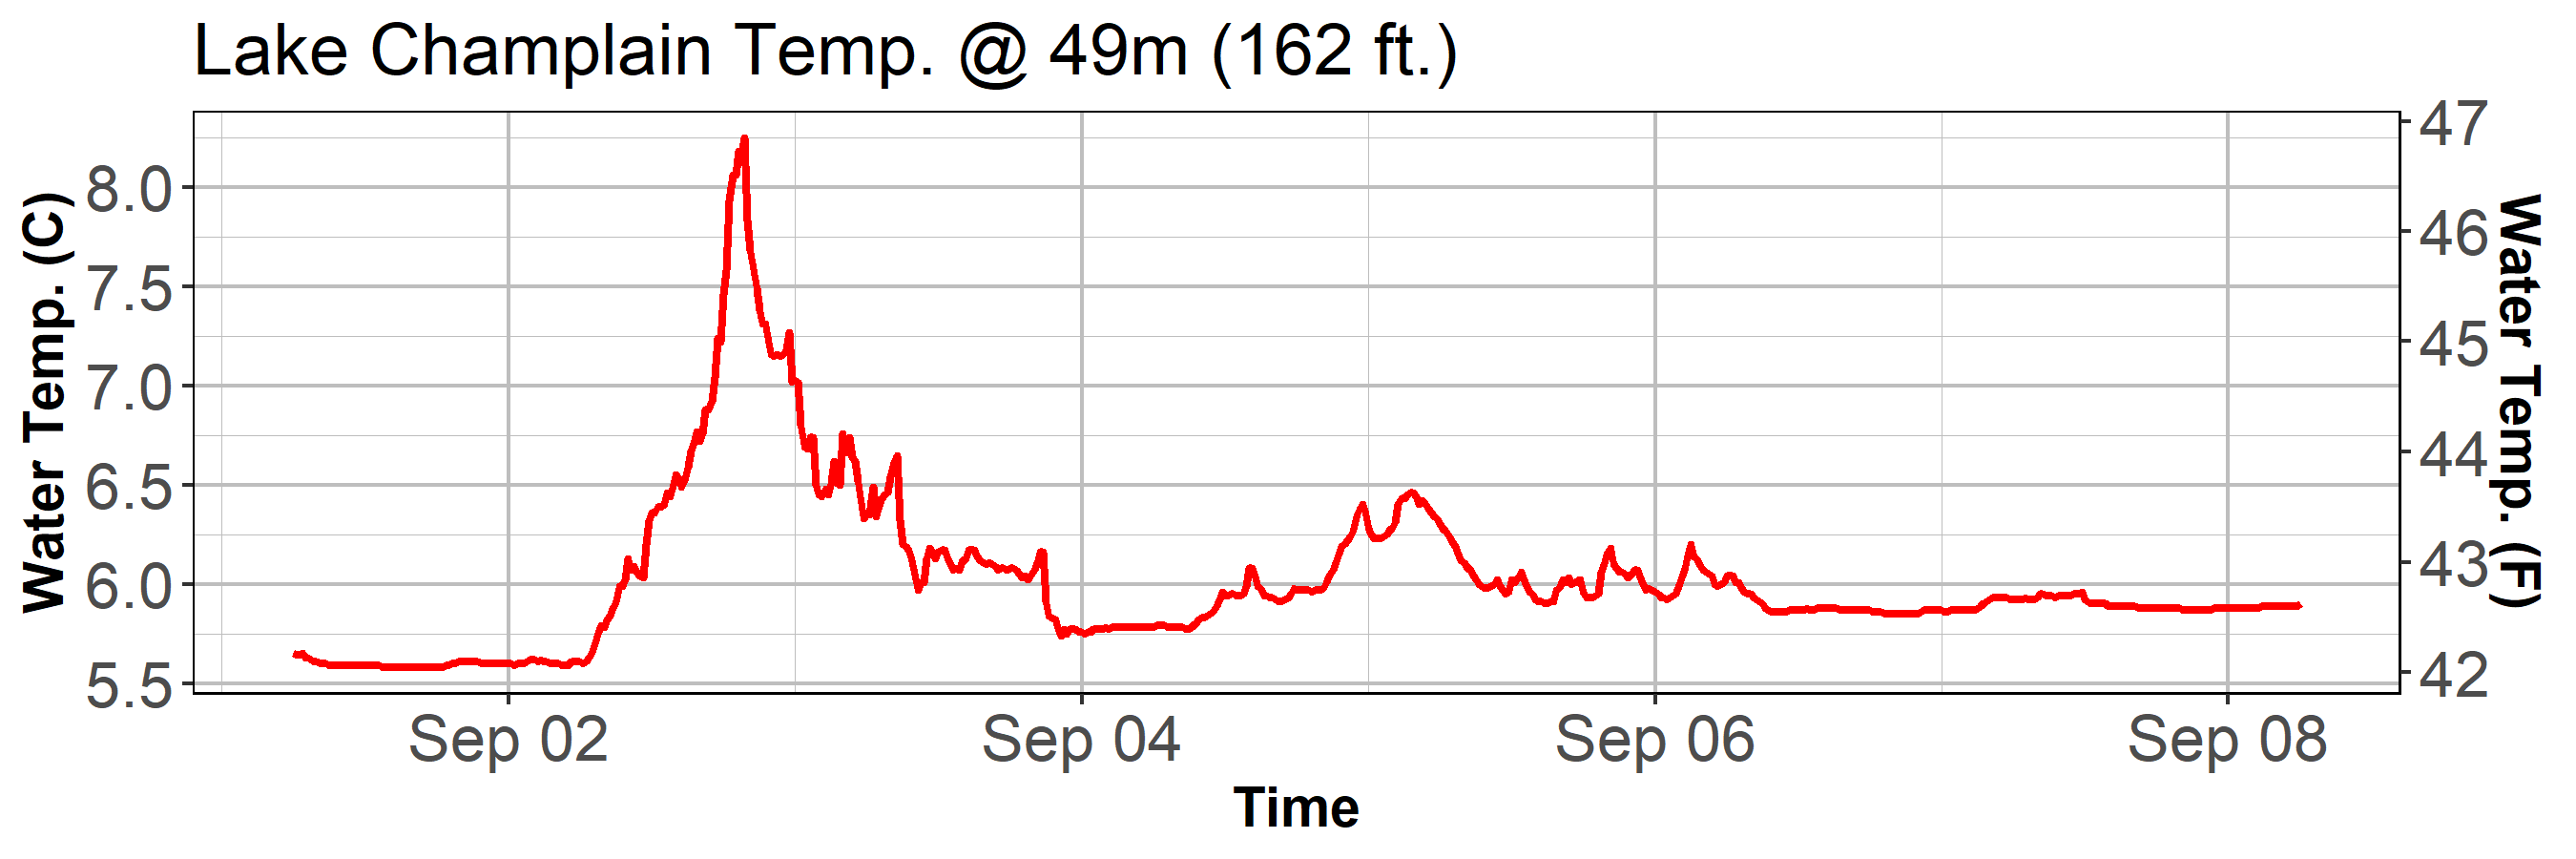 Lake Champlain Temp. @ 49m (162 ft.)
Water Temp. (C)
8.0
7.5
7.0
6.5
6.0
5.5
47
46
45
44
43
42
Water Temp. (F)
Sep 02
Sep 04
Sep 06
Sep 08
Time